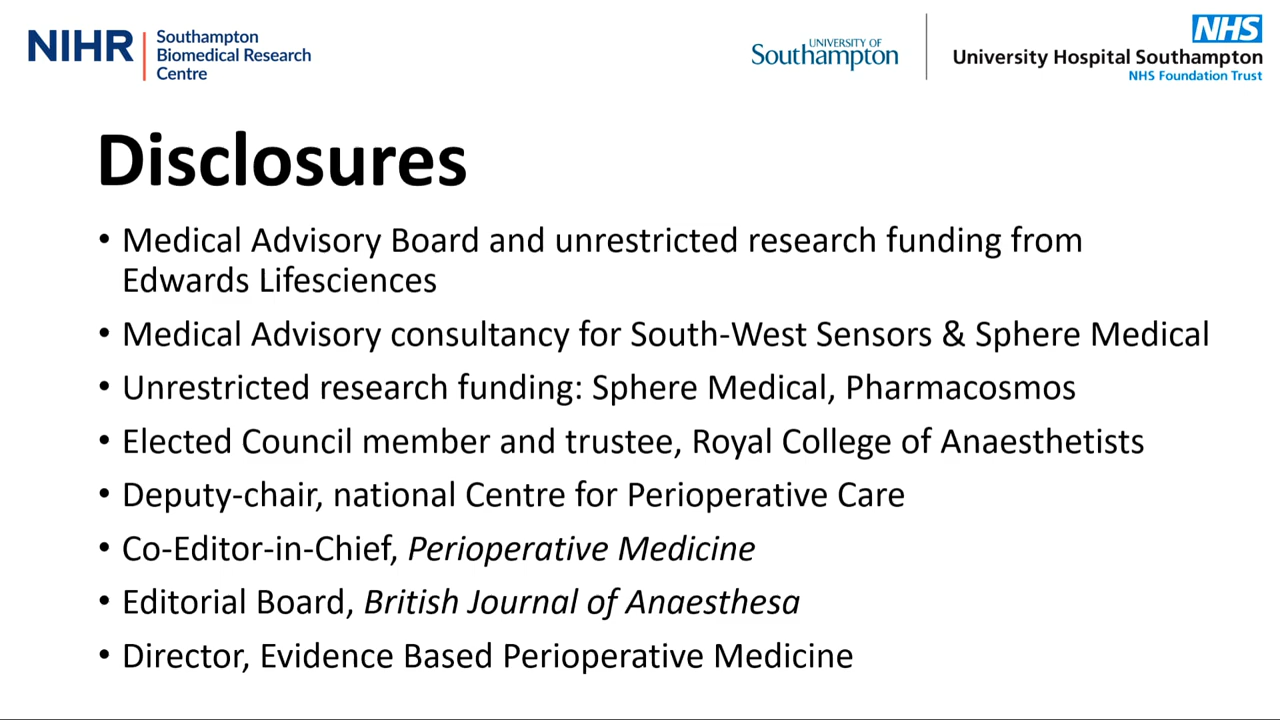 NIHR
Southampton
Biomedical Research
Centre
UNIVERSITY OF
Southampton
NHS
University Hospital Southampton
NHS Foundation Trust
Disclosures
• Medical Advisory Board and unrestricted research funding from
Edwards Lifesciences
• Medical Advisory consultancy for South-West Sensors & Sphere Medical
• Unrestricted research funding: Sphere Medical, Pharmacosmos
• Elected Council member and trustee, Royal College of Anaesthetists
• Deputy-chair, national Centre for Perioperative Care
• Co-Editor-in-Chief, Perioperative Medicine
• Editorial Board, British Journal of Anaesthesa
• Director, Evidence Based Perioperative Medicine